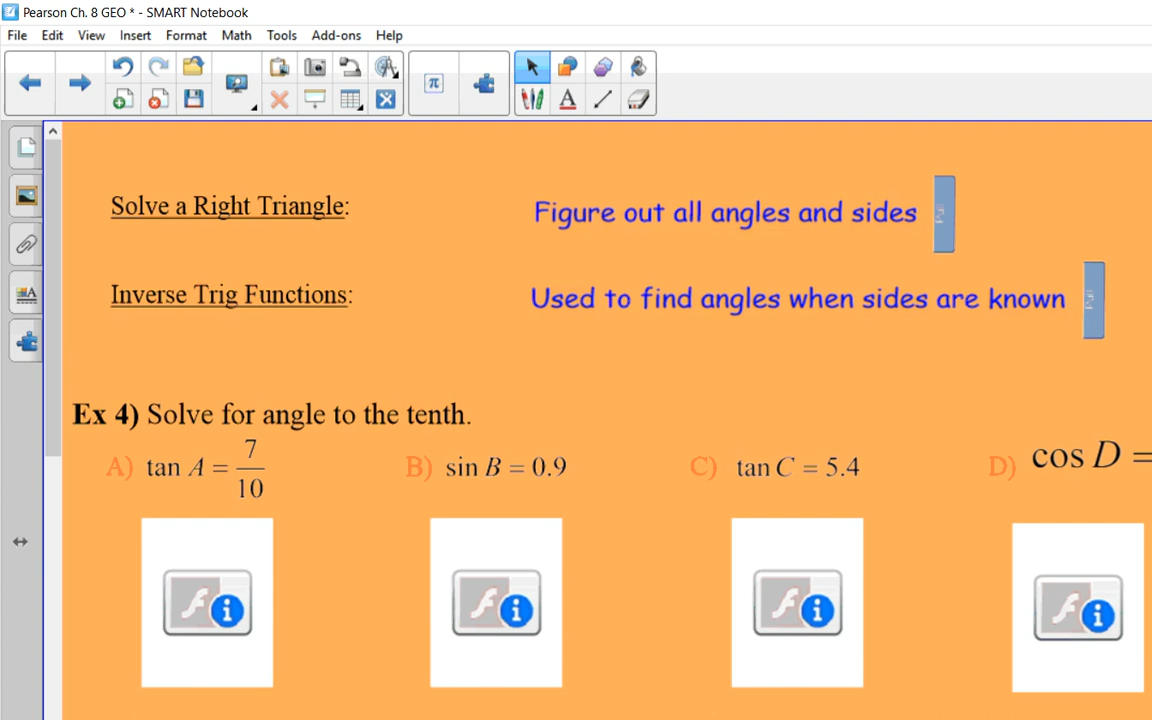 Pearson Ch. 8 GEO * - SMART Notebook
File Edit View Insert Format Math Tools Add-ons Help
Solve a Right Triangle: Figure out all angles and sides
Inverse Trig Functions: Used to find angles when sides are known
Ex 4) Solve for angle to the tenth.
A) tan A = 7/10 B) sin B = 0.9 C) tan C = 5.4 D) cos D =